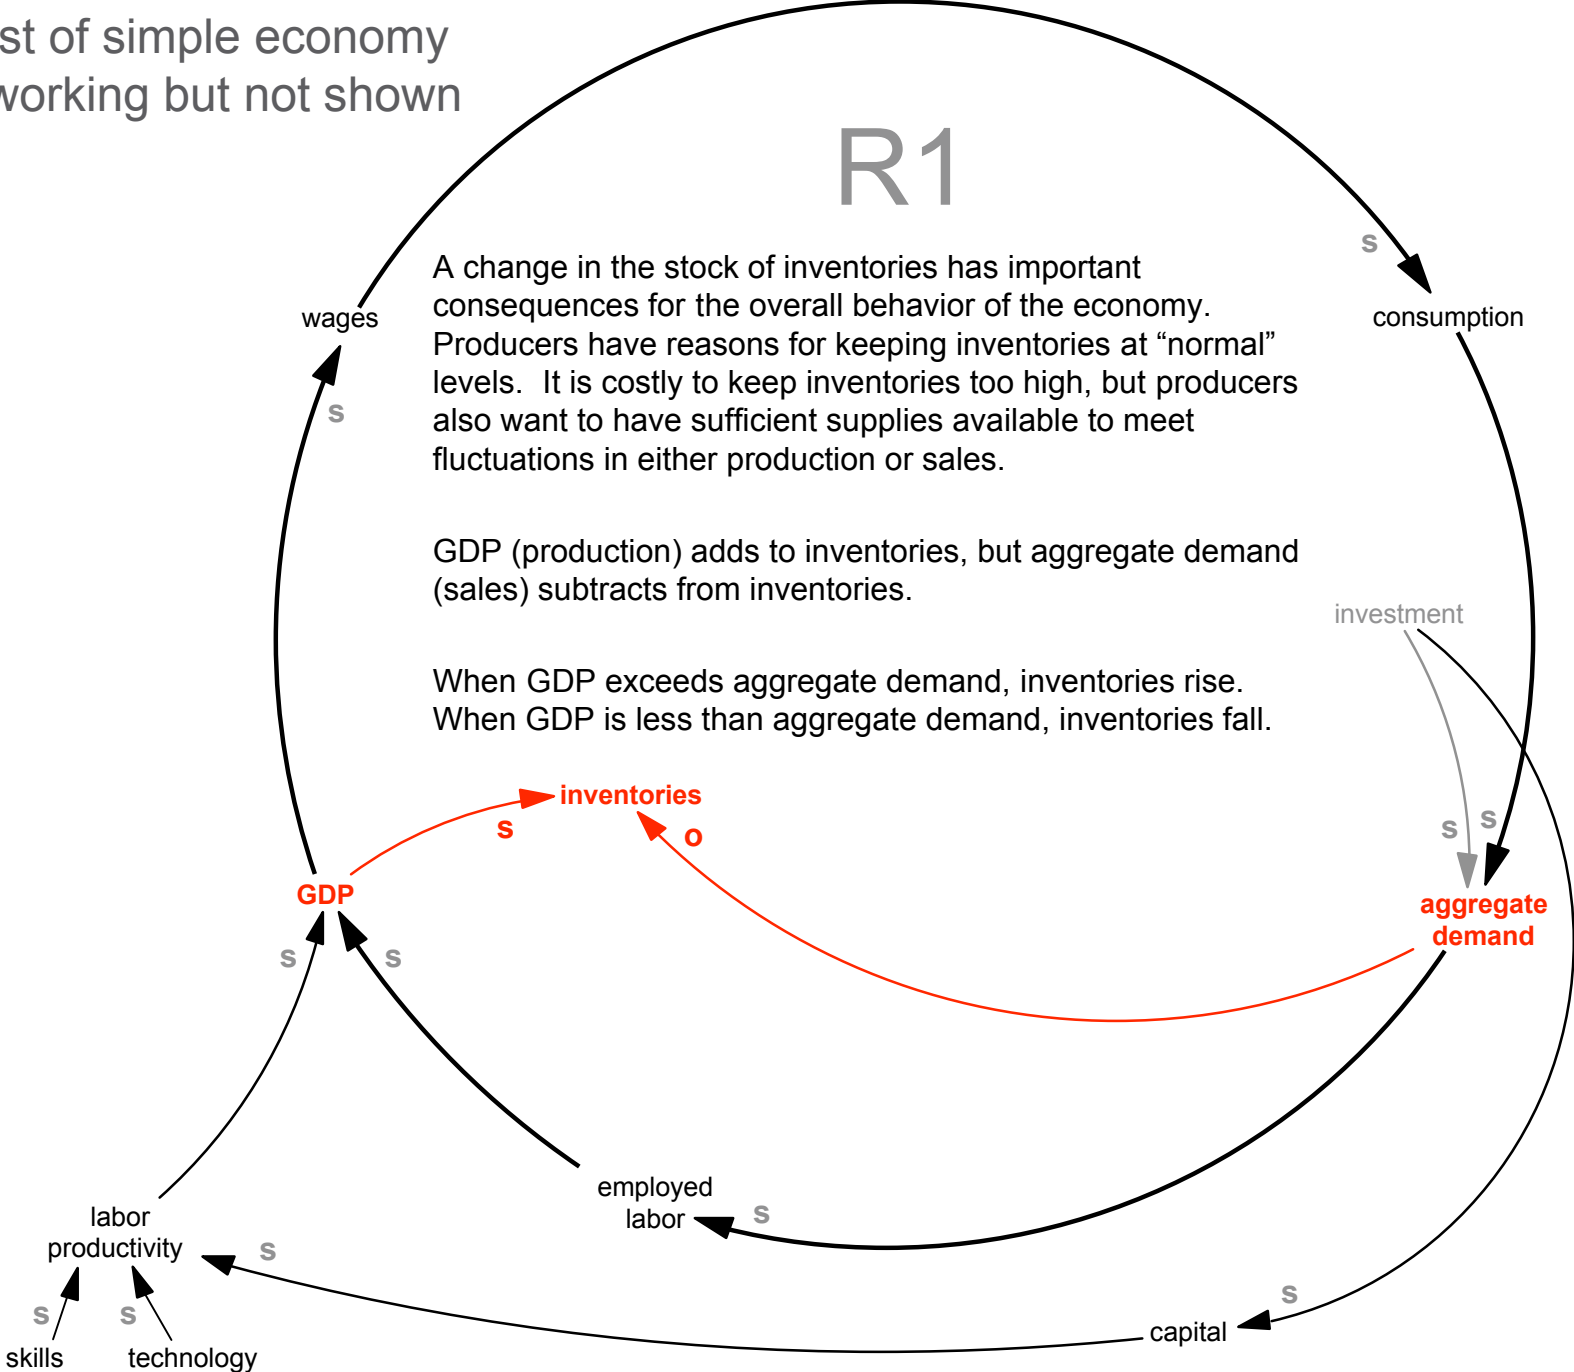 st of simple economy
working but not shown
R1
s
A change in the stock of inventories has important
consequences for the overall behavior of the economy.
Producers have reasons for keeping inventories at “normal”
levels.  It is costly to keep inventories too high, but producers
also want to have sufficient supplies available to meet
fluctuations in either production or sales.
wages
consumption
s
GDP (production) adds to inventories, but aggregate demand
(sales) subtracts from inventories.
investment
When GDP exceeds aggregate demand, inventories rise.
When GDP is less than aggregate demand, inventories fall.
inventories
s
o
s
s
GDP
aggregate
demand
s
s
employed
labor
s
labor
productivity
s
s
s
s
capital
skills
technology